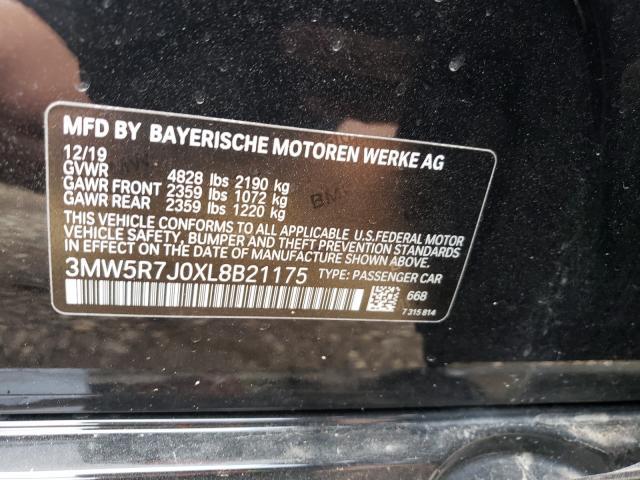 MFD BY BAYERISCHE MOTOREN WERKE AG
12/19
GVWR 4828 lbs 2190 kg
GAWR FRONT 2359 lbs 1072 kg
GAWR REAR 2359 lbs 1220 kg
THIS VEHICLE CONFORMS TO ALL APPLICABLE U.S.FEDERAL MOTOR
VEHICLE SAFETY, BUMPER AND THEFT PREVENTION STANDARDS IN
EFFECT ON THE DATE OF MANUFACTURE SHOWN ABOVE.
3MW5R7J0XL8B21175 TYPE: PASSENGER CAR
668
7 315 814